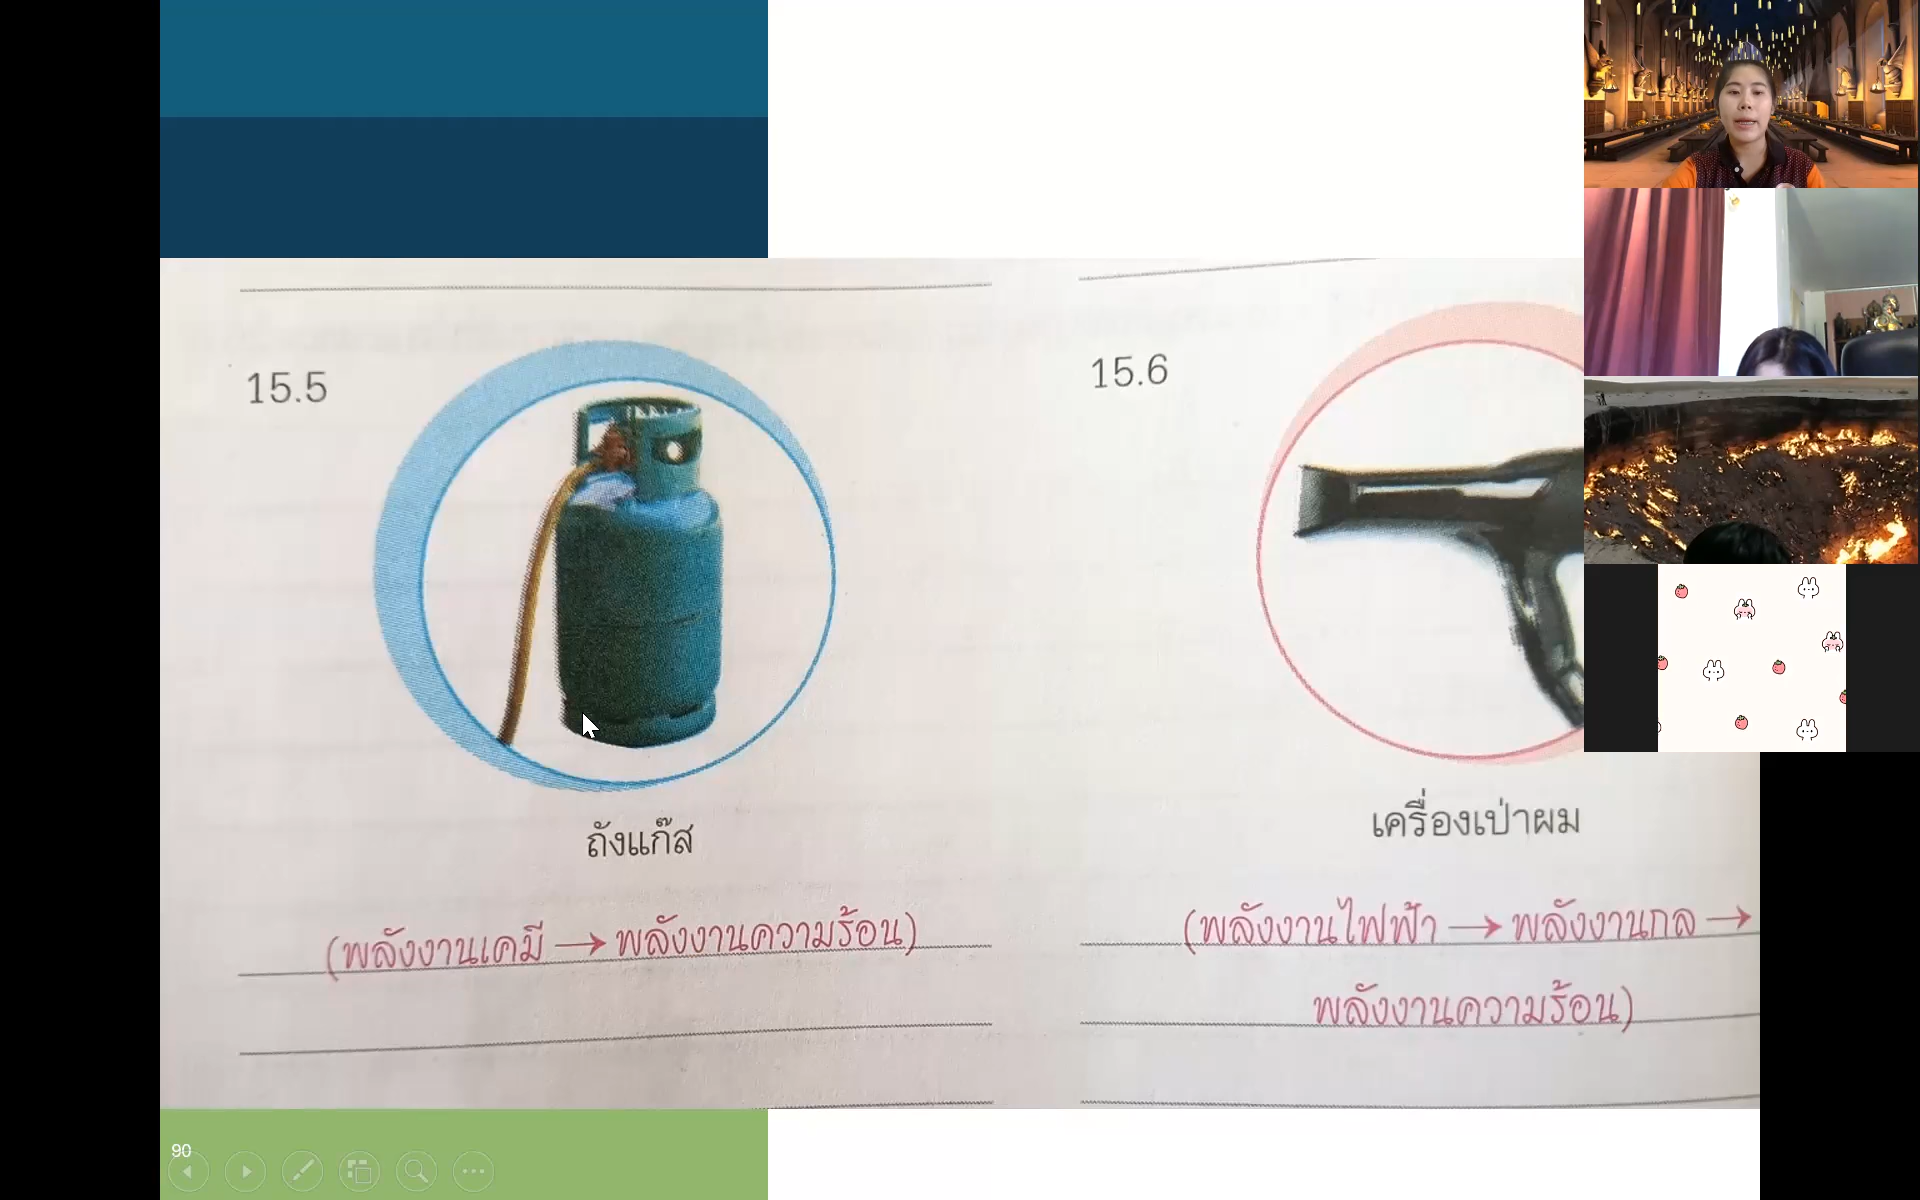 15.5
ถังแก๊ส
(พลังงานเคมี → พลังงานความร้อน)
15.6
เครื่องเป่าผม
(พลังงานไฟฟ้า → พลังงานกล →
พลังงานความร้อน)
90